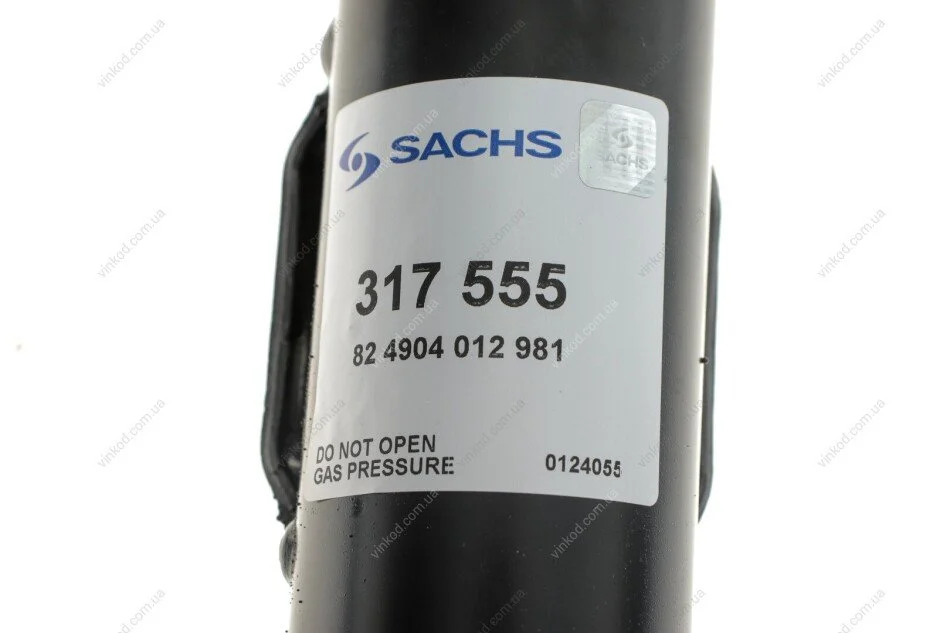 SACHS
SACHS
317 555
82 4904 012 981
DO NOT OPEN
GAS PRESSURE
0124055
vinkod.com.ua